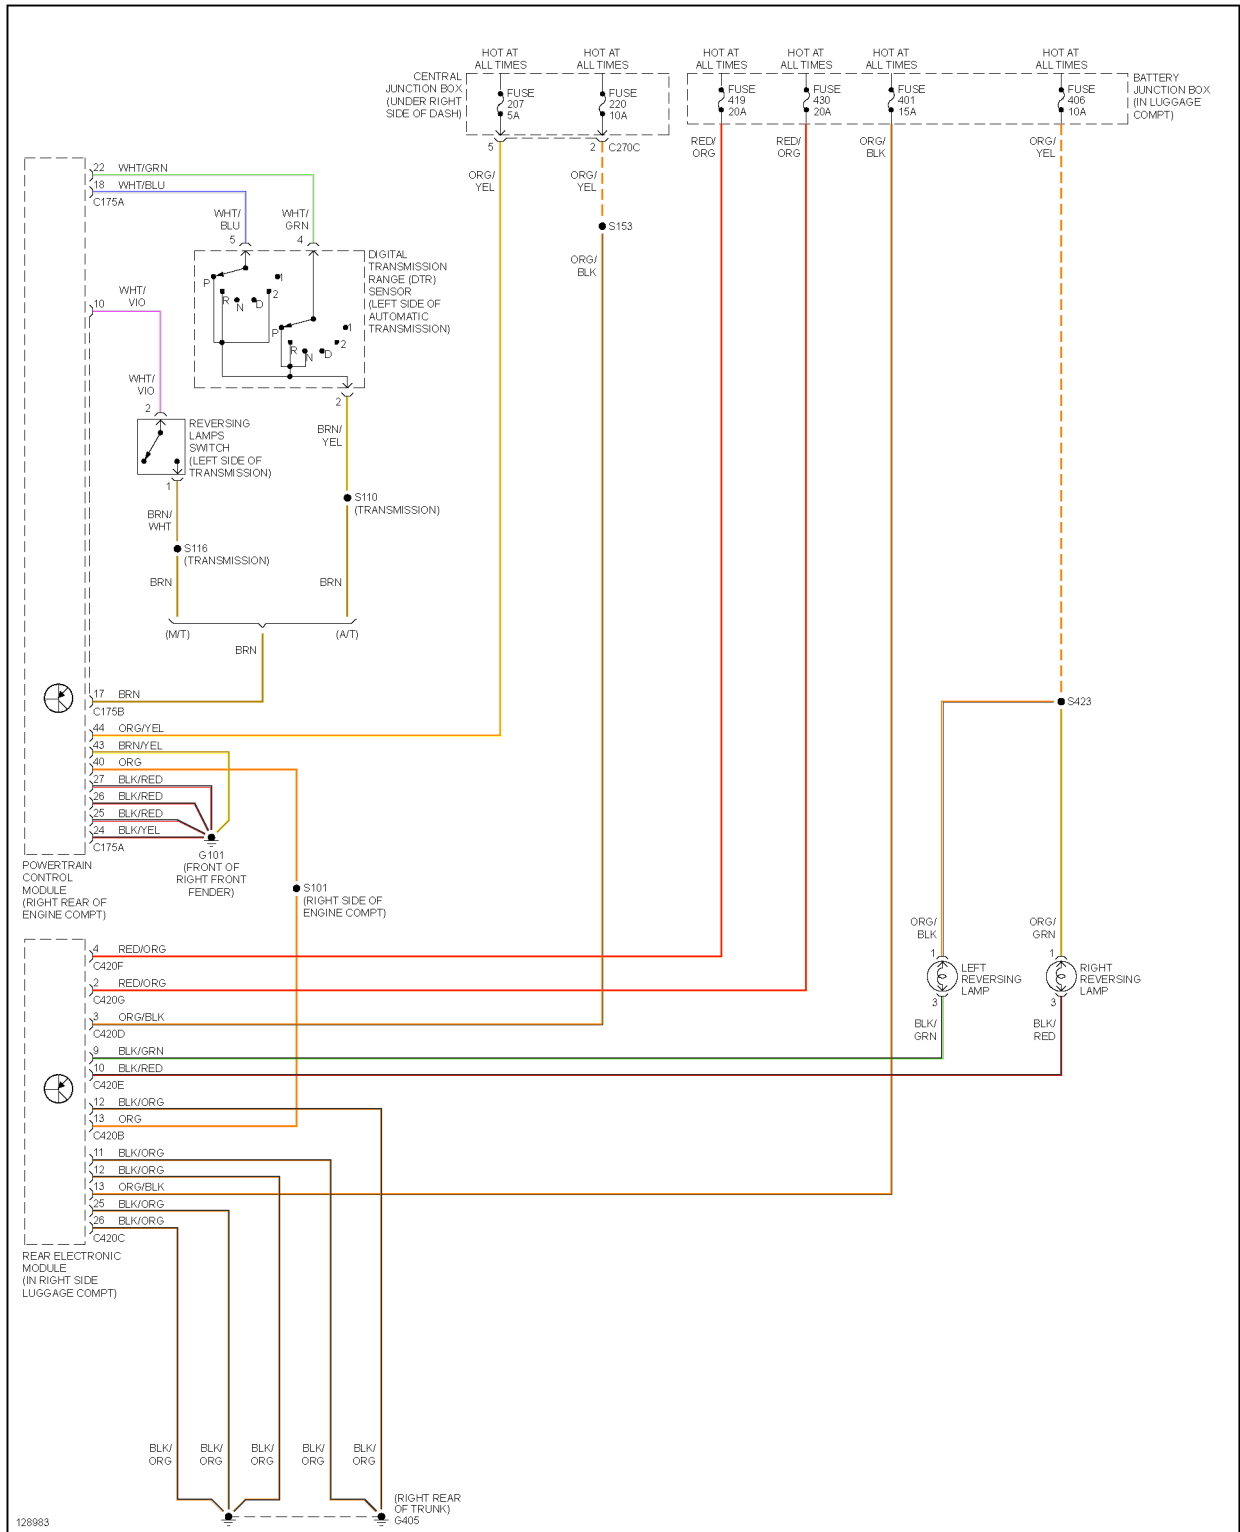 HOT AT
ALL TIMES
HOT AT
ALL TIMES
HOT AT
ALL TIMES
HOT AT
ALL TIMES
HOT AT
ALL TIMES
HOT AT
ALL TIMES
CENTRAL
JUNCTION BOX
(UNDER RIGHT
SIDE OF DASH)
FUSE
207
5A
FUSE
220
10A
FUSE
419
20A
FUSE
430
20A
FUSE
401
15A
FUSE
406
10A
BATTERY
JUNCTION BOX
(IN LUGGAGE
COMPT)
5
2
C270C
RED/
ORG
RED/
ORG
ORG/
BLK
ORG/
YEL
ORG/
YEL
ORG/
YEL
S153
ORG/
BLK
22 WHT/GRN
18 WHT/BLU
C175A
WHT/
BLU
WHT/
GRN
5
4
P
R
N
D
2
1
P
R
N
D
2
1
DIGITAL
TRANSMISSION
RANGE (DTR)
SENSOR
(LEFT SIDE OF
AUTOMATIC
TRANSMISSION)
2
10
WHT/
VIO
WHT/
VIO
2
REVERSING
LAMPS
SWITCH
(LEFT SIDE OF
TRANSMISSION)
1
BRN/
YEL
S110
(TRANSMISSION)
BRN/
WHT
S116
(TRANSMISSION)
BRN
BRN
(M/T)
(A/T)
BRN
17 BRN
C175B
44 ORG/YEL
43 BRN/YEL
40 ORG
27 BLK/RED
26 BLK/RED
25 BLK/RED
24 BLK/YEL
C175A
G101
(FRONT OF
RIGHT FRONT
FENDER)
POWERTRAIN
CONTROL
MODULE
(RIGHT REAR OF
ENGINE COMPT)
S101
(RIGHT SIDE OF
ENGINE COMPT)
S423
ORG/
BLK
ORG/
GRN
1
LEFT
REVERSING
LAMP
3
1
RIGHT
REVERSING
LAMP
3
BLK/
GRN
BLK/
RED
4 RED/ORG
C420F
2 RED/ORG
C420G
3 ORG/BLK
C420D
9 BLK/GRN
10 BLK/RED
C420E
12 BLK/ORG
13 ORG
C420B
11 BLK/ORG
12 BLK/ORG
13 ORG/BLK
25 BLK/ORG
26 BLK/ORG
C420C
REAR ELECTRONIC
MODULE
(IN RIGHT SIDE
LUGGAGE COMPT)
BLK/
ORG
BLK/
ORG
BLK/
ORG
BLK/
ORG
BLK/
ORG
(RIGHT REAR
OF TRUNK)
G405
128983